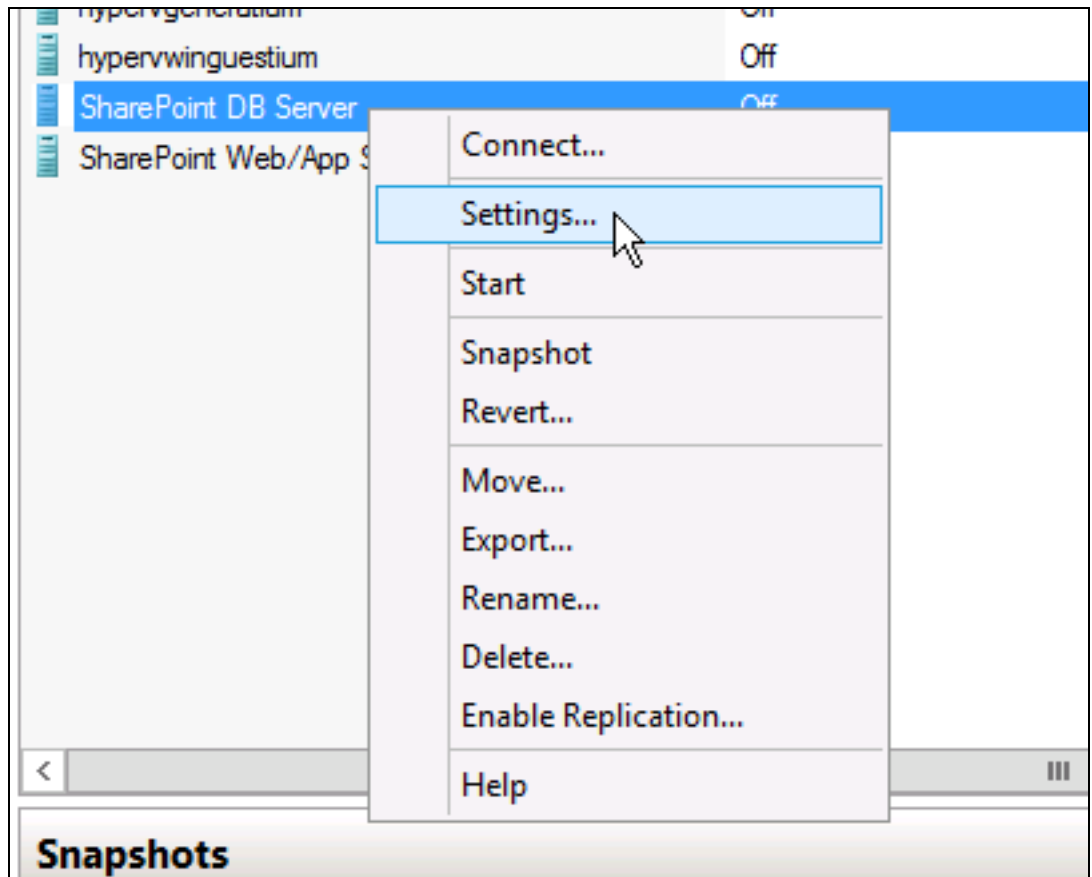 hypervwinguestium Off
SharePoint DB Server Off
SharePoint Web/App
Connect...
Settings...
Start
Snapshot
Revert...
Move...
Export...
Rename...
Delete...
Enable Replication...
Help
Snapshots